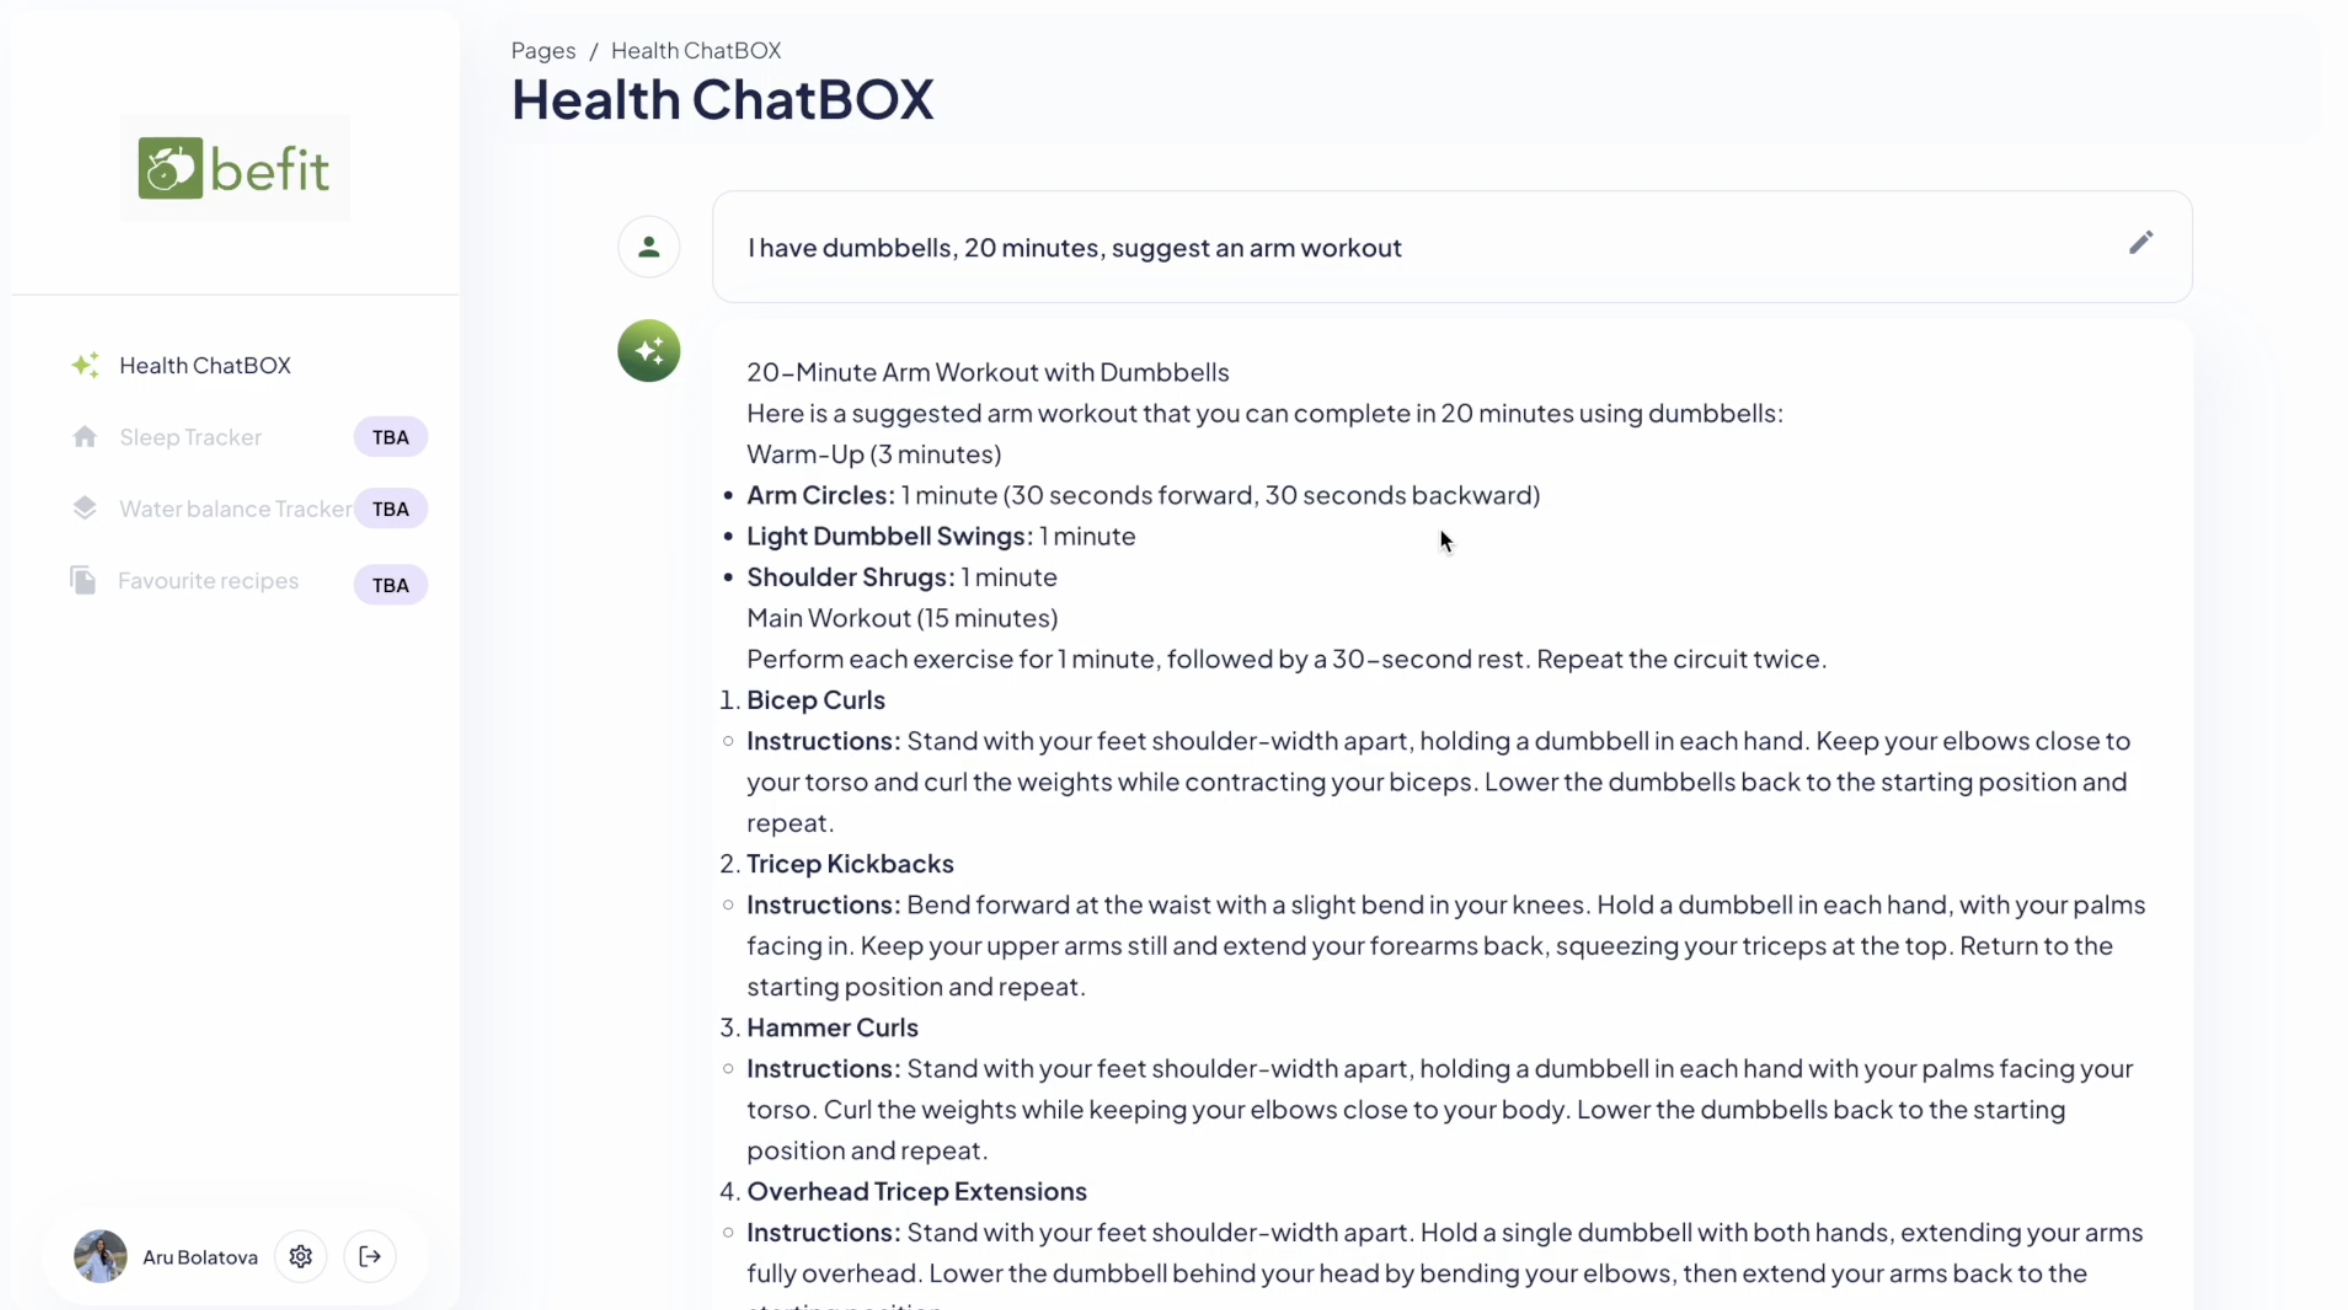 befit
Health ChatBOX
Sleep Tracker TBA
Water balance Tracker TBA
Favourite recipes TBA
Aru Bolatova
Pages / Health ChatBOX
Health ChatBOX
I have dumbbells, 20 minutes, suggest an arm workout
20-Minute Arm Workout with Dumbbells
Here is a suggested arm workout that you can complete in 20 minutes using dumbbells:
Warm-Up (3 minutes)
• Arm Circles: 1 minute (30 seconds forward, 30 seconds backward)
• Light Dumbbell Swings: 1 minute
• Shoulder Shrugs: 1 minute
Main Workout (15 minutes)
Perform each exercise for 1 minute, followed by a 30-second rest. Repeat the circuit twice.
1. Bicep Curls
○ Instructions: Stand with your feet shoulder-width apart, holding a dumbbell in each hand. Keep your elbows close to
your torso and curl the weights while contracting your biceps. Lower the dumbbells back to the starting position and
repeat.
2. Tricep Kickbacks
○ Instructions: Bend forward at the waist with a slight bend in your knees. Hold a dumbbell in each hand, with your palms
facing in. Keep your upper arms still and extend your forearms back, squeezing your triceps at the top. Return to the
starting position and repeat.
3. Hammer Curls
○ Instructions: Stand with your feet shoulder-width apart, holding a dumbbell in each hand with your palms facing your
torso. Curl the weights while keeping your elbows close to your body. Lower the dumbbells back to the starting
position and repeat.
4. Overhead Tricep Extensions
○ Instructions: Stand with your feet shoulder-width apart. Hold a single dumbbell with both hands, extending your arms
fully overhead. Lower the dumbbell behind your head by bending your elbows, then extend your arms back to the